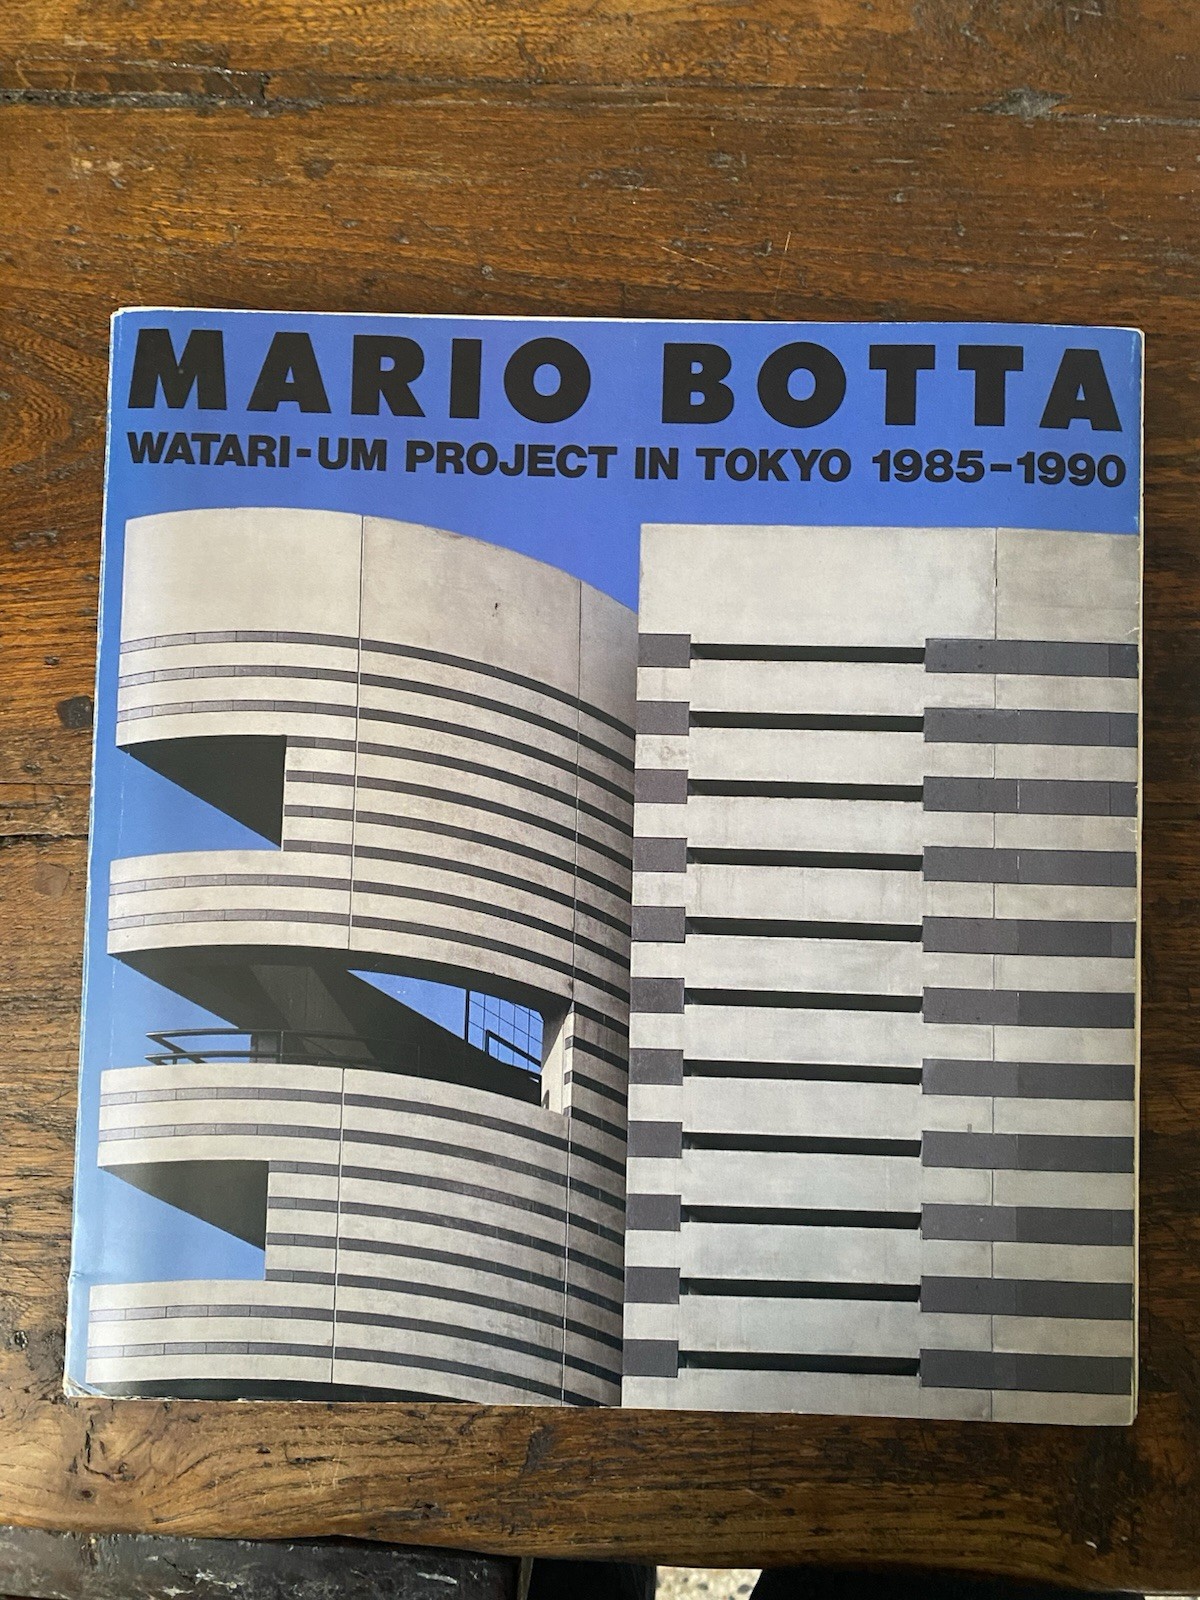 MARIO BOTTA
WATARI-UM PROJECT IN TOKYO 1985-1990